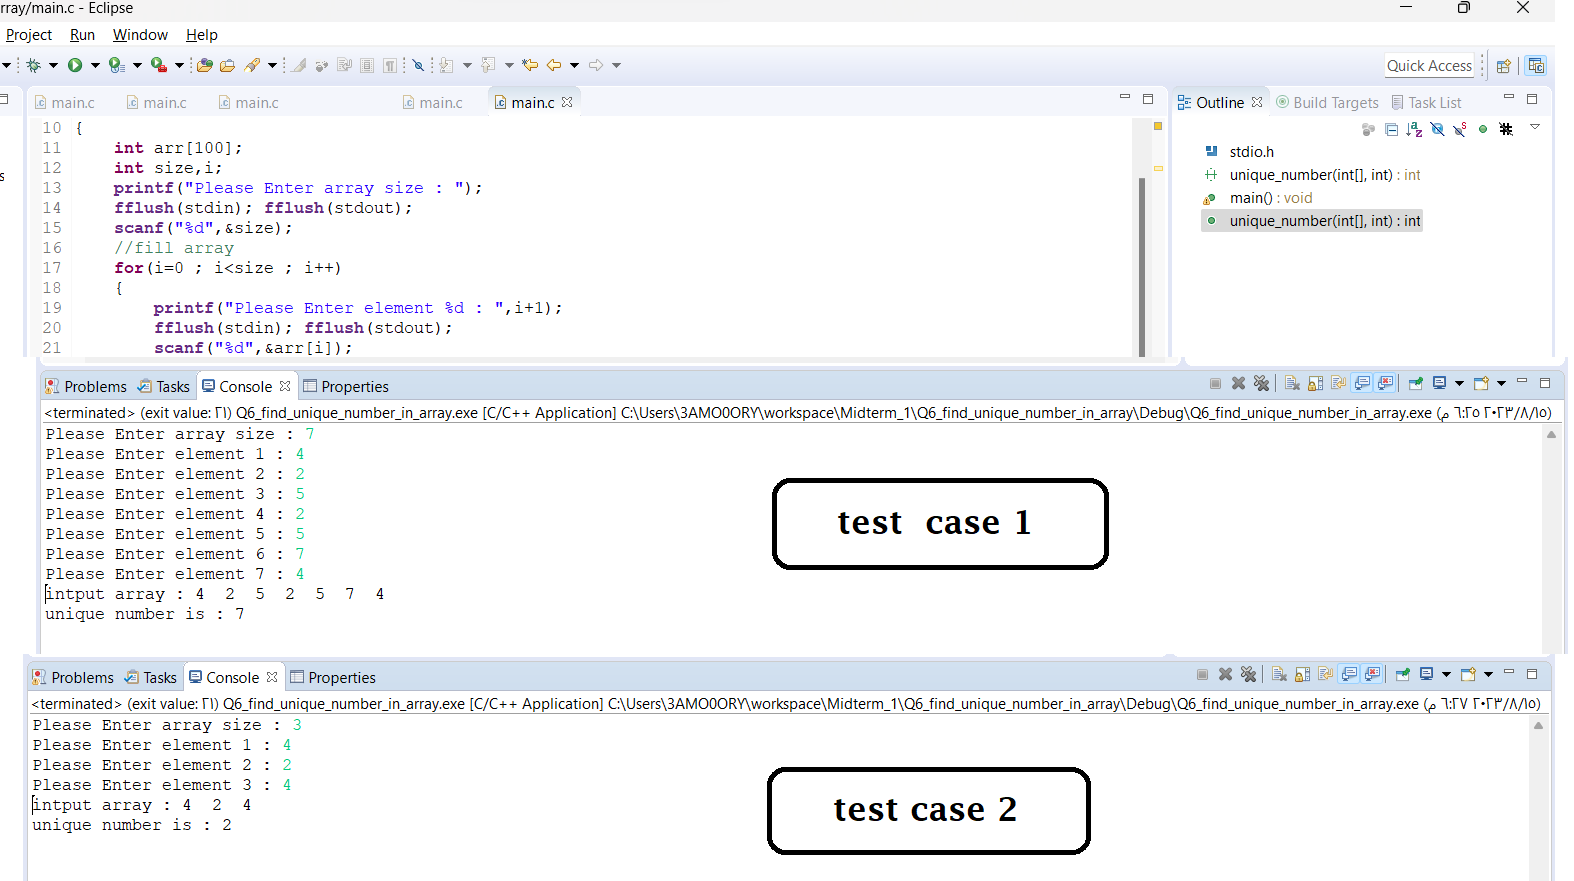 rray/main.c - Eclipse
Project Run Window Help
Quick Access
main.c main.c main.c main.c main.c
Outline Build Targets Task List
10 {
11 int arr[100];
12 int size,i;
13 printf("Please Enter array size : ");
14 fflush(stdin); fflush(stdout);
15 scanf("%d",&size);
16 //fill array
17 for(i=0 ; i<size ; i++)
18 {
19 printf("Please Enter element %d : ",i+1);
20 fflush(stdin); fflush(stdout);
21 scanf("%d",&arr[i]);
s
stdio.h
unique_number(int[], int) : int
main() : void
unique_number(int[], int) : int
Problems Tasks Console Properties
<terminated> (exit value: ٢١) Q6_find_unique_number_in_array.exe [C/C++ Application] C:\Users\3AMO0ORY\workspace\Midterm_1\Q6_find_unique_number_in_array\Debug\Q6_find_unique_number_in_array.exe (٢٠٢٣/٨/١٥ ٦:٢٥ م)
Please Enter array size : 7
Please Enter element 1 : 4
Please Enter element 2 : 2
Please Enter element 3 : 5
Please Enter element 4 : 2
Please Enter element 5 : 5
Please Enter element 6 : 7
Please Enter element 7 : 4
intput array : 4 2 5 2 5 7 4
unique number is : 7
test case 1
Problems Tasks Console Properties
<terminated> (exit value: ٢١) Q6_find_unique_number_in_array.exe [C/C++ Application] C:\Users\3AMO0ORY\workspace\Midterm_1\Q6_find_unique_number_in_array\Debug\Q6_find_unique_number_in_array.exe (٢٠٢٣/٨/١٥ ٦:٢٧ م)
Please Enter array size : 3
Please Enter element 1 : 4
Please Enter element 2 : 2
Please Enter element 3 : 4
intput array : 4 2 4
unique number is : 2
test case 2